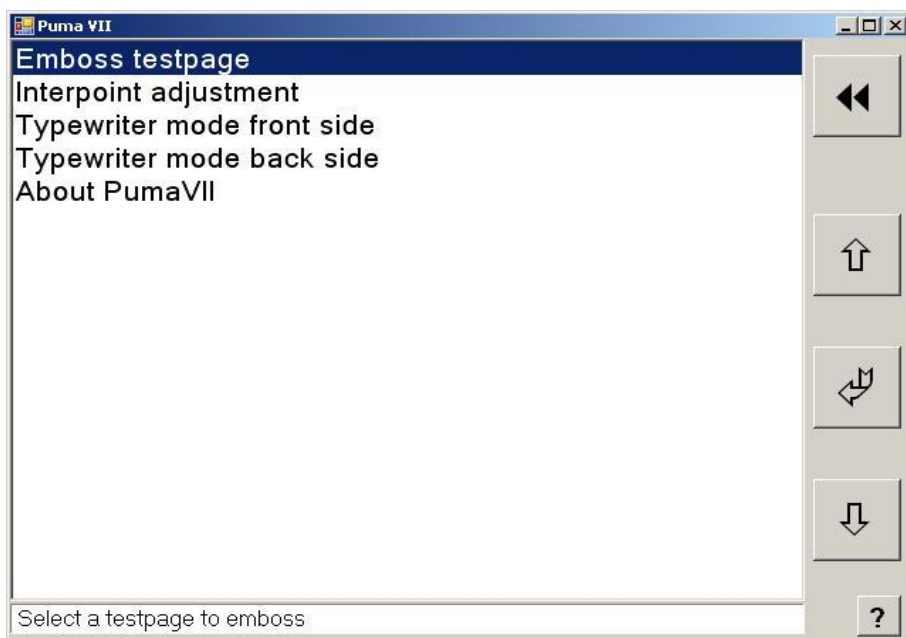 Puma VII
Emboss testpage
Interpoint adjustment
Typewriter mode front side
Typewriter mode back side
About PumaVII
Select a testpage to emboss
?